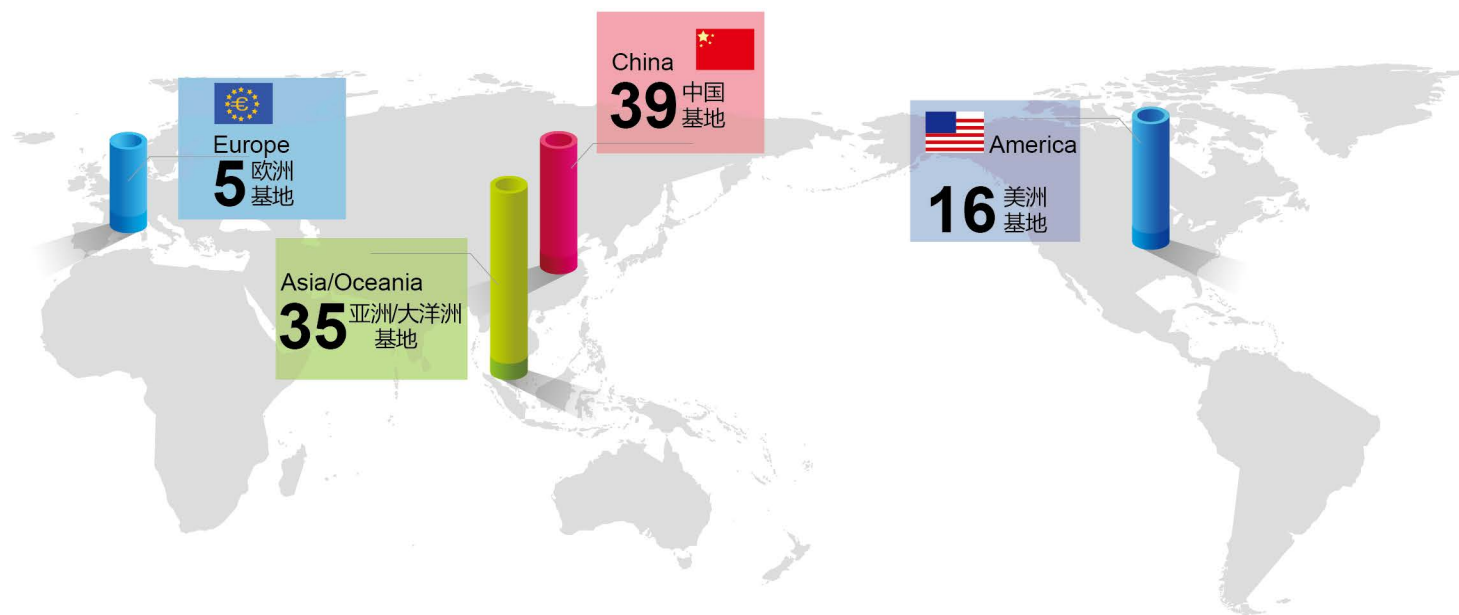 Europe
5 欧洲
基地
Asia/Oceania
35 亚洲/大洋洲
基地
China
39 中国
基地
America
16 美洲
基地